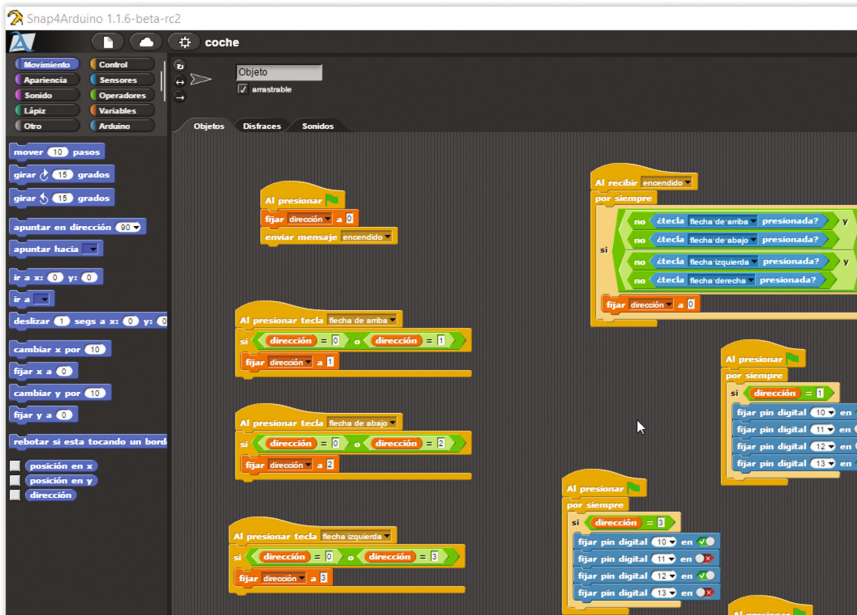 Snap4Arduino 1.1.6-beta-rc2
coche
Movimiento Control
Apariencia Sensores
Sonido Operadores
Lápiz Variables
Otro Arduino
Objeto
arrastrable
Objetos Disfraces Sonidos
mover 10 pasos
girar 15 grados
girar 15 grados
apuntar en dirección 90
apuntar hacia
ir a x: 0 y: 0
ir a
deslizar 1 segs a x: 0 y: 0
cambiar x por 10
fijar x a 0
cambiar y por 10
fijar y a 0
rebotar si esta tocando un bord
posición en x
posición en y
dirección
Al presionar
fijar dirección a 0
enviar mensaje encendido
Al presionar tecla flecha de arriba
si dirección = 0 o dirección = 1
fijar dirección a 1
Al presionar tecla flecha de abajo
si dirección = 0 o dirección = 2
fijar dirección a 2
Al presionar tecla flecha izquierda
si dirección = 0 o dirección = 3
fijar dirección a 3
Al recibir encendido
por siempre
no ¿tecla flecha de arriba presionada? y
no ¿tecla flecha de abajo presionada?
si
no ¿tecla flecha izquierda presionada? y
no ¿tecla flecha derecha presionada?
fijar dirección a 0
Al presionar
por siempre
si dirección = 1
fijar pin digital 10 en
fijar pin digital 11 en
fijar pin digital 12 en
fijar pin digital 13 en
Al presionar
por siempre
si dirección = 3
fijar pin digital 10 en
fijar pin digital 11 en
fijar pin digital 12 en
fijar pin digital 13 en
Al presionar